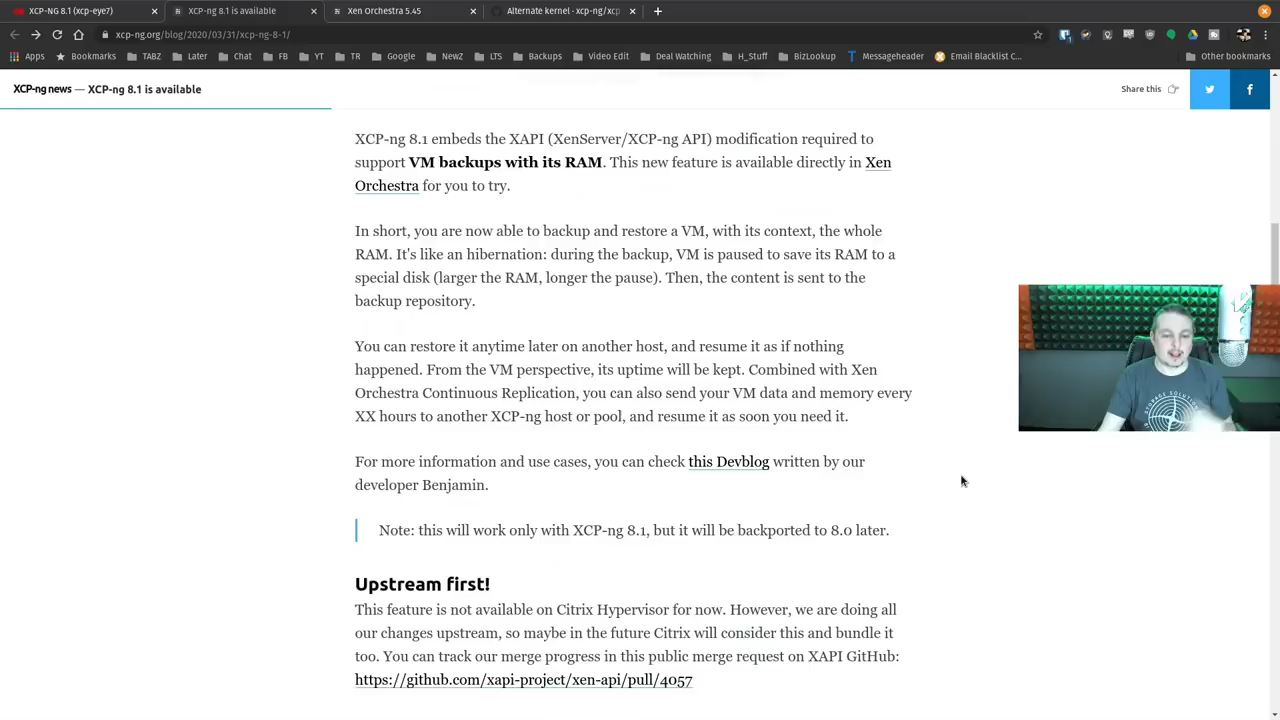 XCP-NG 8.1 (xcp-eye7)
XCP-ng 8.1 is available
Xen Orchestra 5.45
Alternate kernel · xcp-ng/xcp
xcp-ng.org/blog/2020/03/31/xcp-ng-8-1/
Apps Bookmarks TABZ Later Chat FB YT TR Google NewZ LTS Backups Video Edit Deal Watching H_Stuff BizLookup Messageheader Email Blacklist C... Other bookmarks
XCP-ng news — XCP-ng 8.1 is available
Share this
XCP-ng 8.1 embeds the XAPI (XenServer/XCP-ng API) modification required to
support VM backups with its RAM. This new feature is available directly in Xen
Orchestra for you to try.
In short, you are now able to backup and restore a VM, with its context, the whole
RAM. It's like an hibernation: during the backup, VM is paused to save its RAM to a
special disk (larger the RAM, longer the pause). Then, the content is sent to the
backup repository.
You can restore it anytime later on another host, and resume it as if nothing
happened. From the VM perspective, its uptime will be kept. Combined with Xen
Orchestra Continuous Replication, you can also send your VM data and memory every
XX hours to another XCP-ng host or pool, and resume it as soon you need it.
For more information and use cases, you can check this Devblog written by our
developer Benjamin.
Note: this will work only with XCP-ng 8.1, but it will be backported to 8.0 later.
Upstream first!
This feature is not available on Citrix Hypervisor for now. However, we are doing all
our changes upstream, so maybe in the future Citrix will consider this and bundle it
too. You can track our merge progress in this public merge request on XAPI GitHub:
https://github.com/xapi-project/xen-api/pull/4057